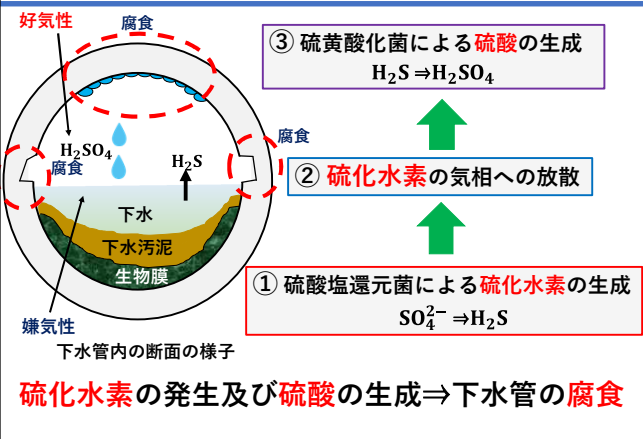 好気性
腐食
H₂SO₄
腐食
H₂S
腐食
下水
下水汚泥
生物膜
嫌気性
下水管内の断面の様子
③ 硫黄酸化菌による硫酸の生成
H₂S⇒H₂SO₄
② 硫化水素の気相への放散
① 硫酸塩還元菌による硫化水素の生成
SO₄²⁻⇒H₂S
硫化水素の発生及び硫酸の生成⇒下水管の腐食